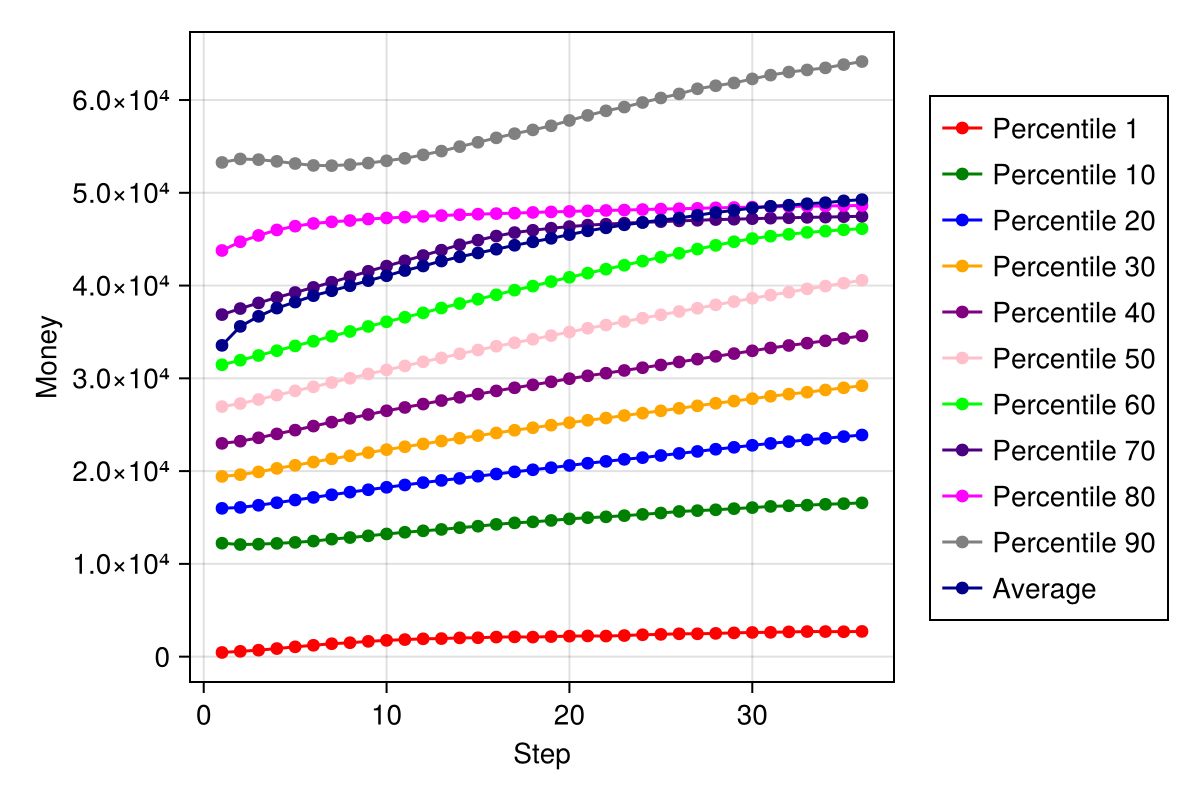 6.0×10⁴
5.0×10⁴
4.0×10⁴
3.0×10⁴
2.0×10⁴
1.0×10⁴
0
Money
0 10 20 30
Step
Percentile 1
Percentile 10
Percentile 20
Percentile 30
Percentile 40
Percentile 50
Percentile 60
Percentile 70
Percentile 80
Percentile 90
Average